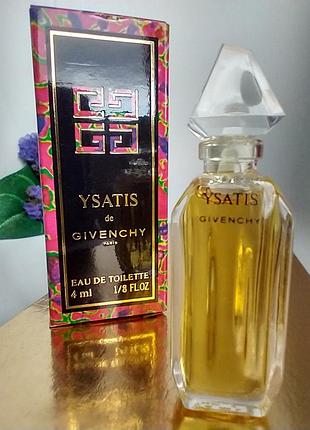 YSATIS
de
GIVENCHY
PARIS
EAU DE TOILETTE
4 ml 1/8 FL.OZ
YSATIS
GIVENCHY